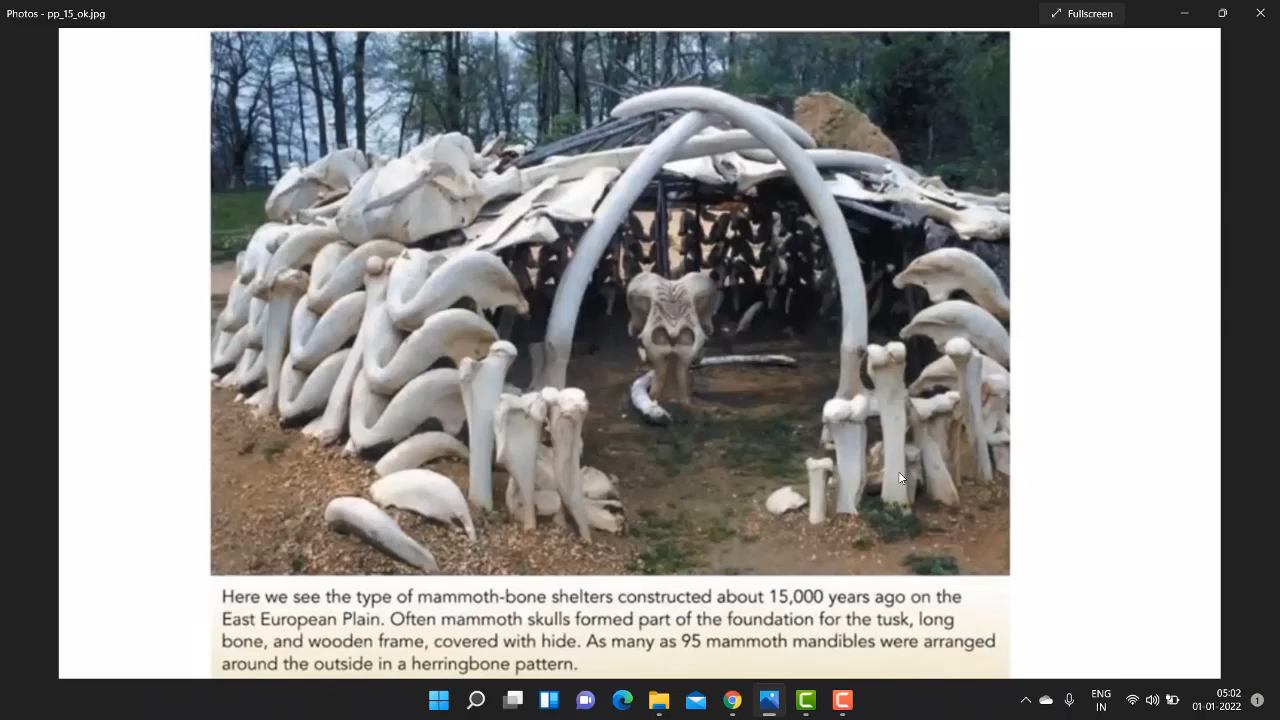 Photos - pp_15_ok.jpg
Fullscreen
Here we see the type of mammoth-bone shelters constructed about 15,000 years ago on the
East European Plain. Often mammoth skulls formed part of the foundation for the tusk, long
bone, and wooden frame, covered with hide. As many as 95 mammoth mandibles were arranged
around the outside in a herringbone pattern.
ENG
IN
01-01-2022
1